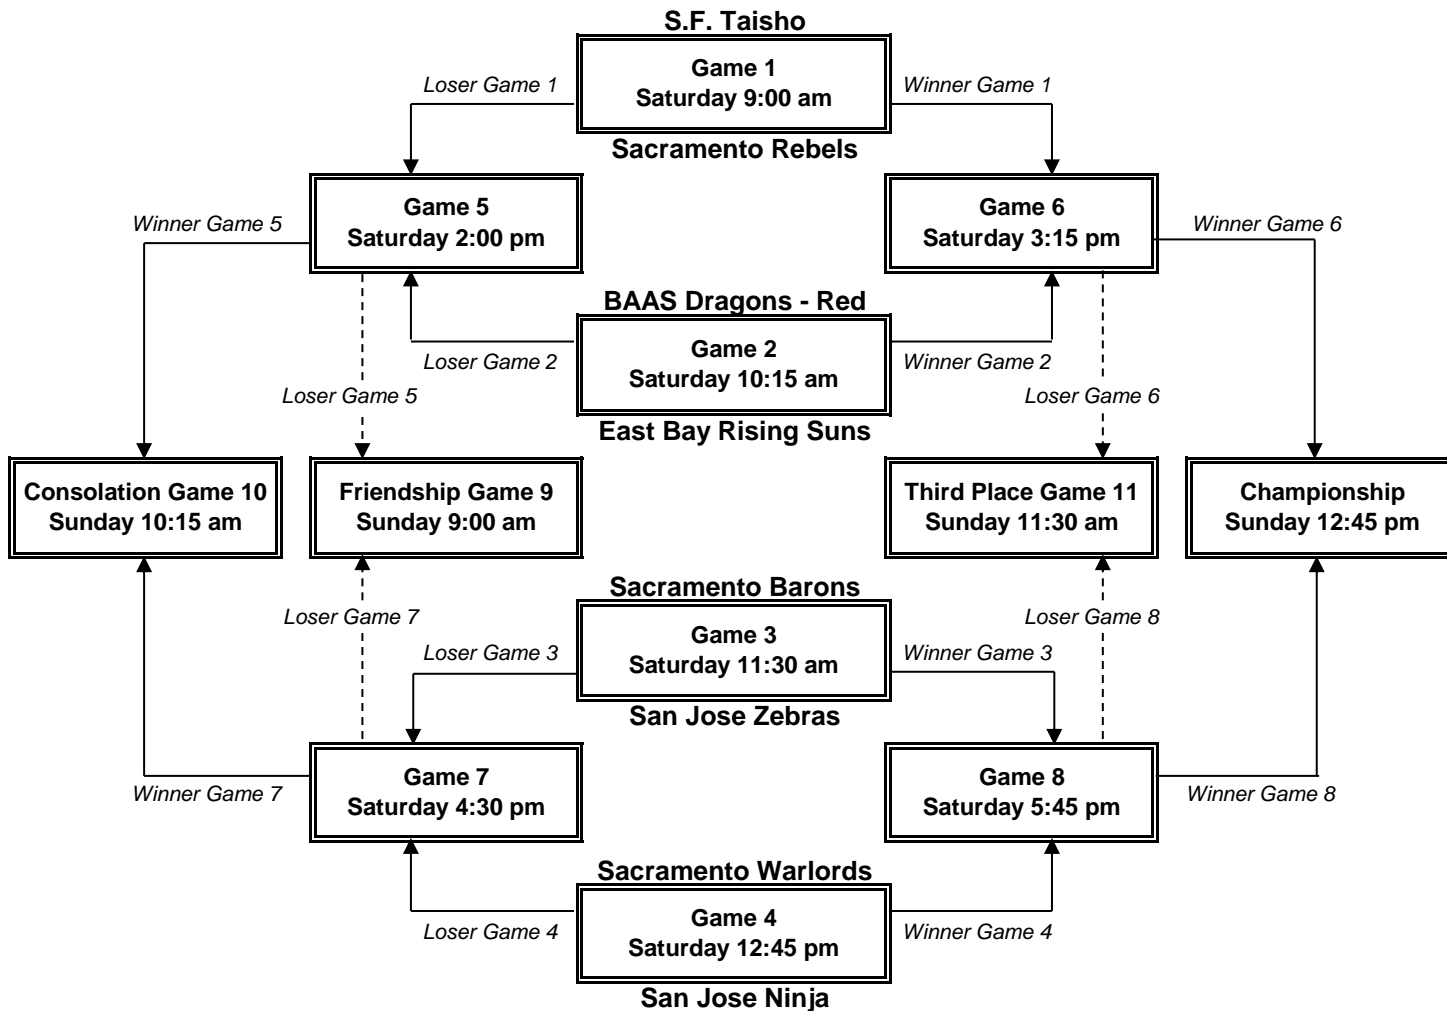 S.F. Taisho
Game 1
Saturday 9:00 am
Loser Game 1
Winner Game 1
Sacramento Rebels
Game 5
Saturday 2:00 pm
Game 6
Saturday 3:15 pm
Winner Game 5
Winner Game 6
BAAS Dragons - Red
Game 2
Saturday 10:15 am
Loser Game 2
Winner Game 2
Loser Game 5
Loser Game 6
East Bay Rising Suns
Consolation Game 10
Sunday 10:15 am
Friendship Game 9
Sunday 9:00 am
Third Place Game 11
Sunday 11:30 am
Championship
Sunday 12:45 pm
Sacramento Barons
Loser Game 7
Loser Game 8
Game 3
Saturday 11:30 am
Loser Game 3
Winner Game 3
San Jose Zebras
Game 7
Saturday 4:30 pm
Game 8
Saturday 5:45 pm
Winner Game 7
Winner Game 8
Sacramento Warlords
Game 4
Saturday 12:45 pm
Loser Game 4
Winner Game 4
San Jose Ninja